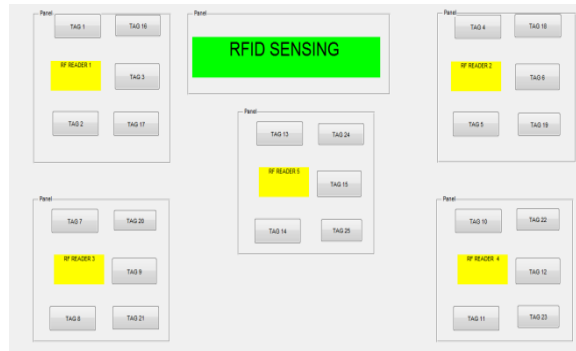 Panel
TAG 1
TAG 16
RF READER 1
TAG 3
TAG 2
TAG 17
Panel
RFID SENSING
Panel
TAG 4
TAG 18
RF READER 2
TAG 6
TAG 5
TAG 19
Panel
TAG 13
TAG 24
RF READER 5
TAG 15
TAG 14
TAG 25
Panel
TAG 7
TAG 20
RF READER 3
TAG 9
TAG 8
TAG 21
Panel
TAG 10
TAG 22
RF READER 4
TAG 12
TAG 11
TAG 23